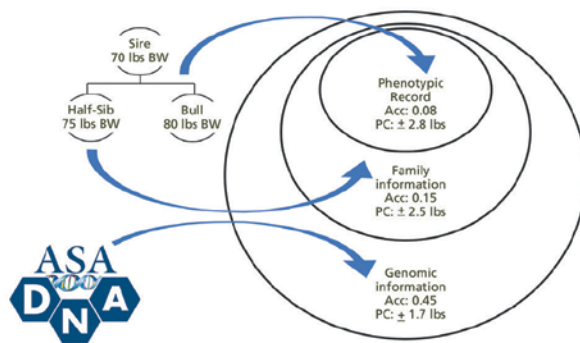 Sire
70 lbs BW
Half-Sib
75 lbs BW
Bull
80 lbs BW
Phenotypic
Record
Acc: 0.08
PC: ± 2.8 lbs
Family
information
Acc: 0.15
PC: ± 2.5 lbs
Genomic
information
Acc: 0.45
PC: ± 1.7 lbs
ASA
DNA